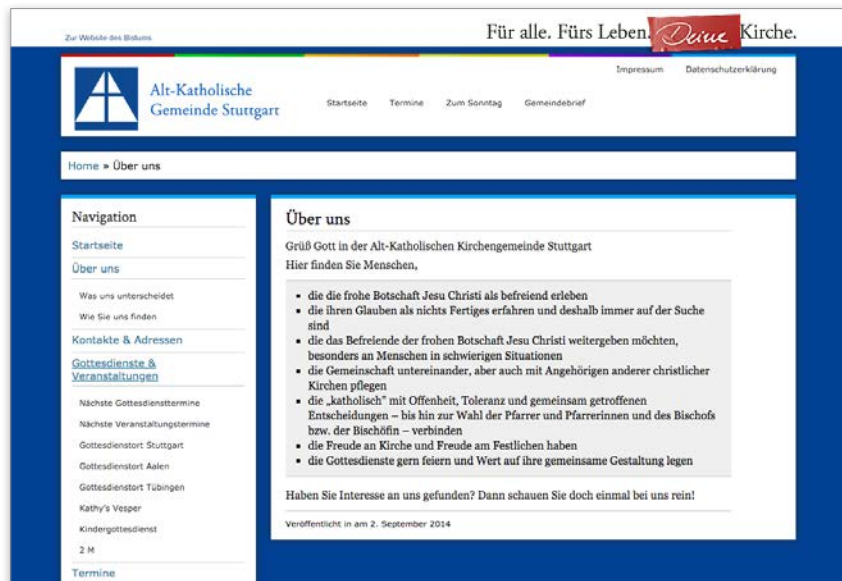 Zur Website des Bistums
Für alle. Fürs Leben. Deine Kirche.
Impressum Datenschutzerklärung
Alt-Katholische
Gemeinde Stuttgart
Startseite Termine Zum Sonntag Gemeindebrief
Home » Über uns
Navigation
Startseite
Über uns
Was uns unterscheidet
Wie Sie uns finden
Kontakte & Adressen
Gottesdienste &
Veranstaltungen
Nächste Gottesdiensttermine
Nächste Veranstaltungstermine
Gottesdienstort Stuttgart
Gottesdienstort Aalen
Gottesdienstort Tübingen
Kathy's Vesper
Kindergottesdienst
2 M
Termine
Über uns
Grüß Gott in der Alt-Katholischen Kirchengemeinde Stuttgart
Hier finden Sie Menschen,
▪ die die frohe Botschaft Jesu Christi als befreiend erleben
▪ die ihren Glauben als nichts Fertiges erfahren und deshalb immer auf der Suche
sind
▪ die das Befreiende der frohen Botschaft Jesu Christi weitergeben möchten,
besonders an Menschen in schwierigen Situationen
▪ die Gemeinschaft untereinander, aber auch mit Angehörigen anderer christlicher
Kirchen pflegen
▪ die „katholisch" mit Offenheit, Toleranz und gemeinsam getroffenen
Entscheidungen – bis hin zur Wahl der Pfarrer und Pfarrerinnen und des Bischofs
bzw. der Bischöfin – verbinden
▪ die Freude an Kirche und Freude am Festlichen haben
▪ die Gottesdienste gern feiern und Wert auf ihre gemeinsame Gestaltung legen
Haben Sie Interesse an uns gefunden? Dann schauen Sie doch einmal bei uns rein!
Veröffentlicht in am 2. September 2014